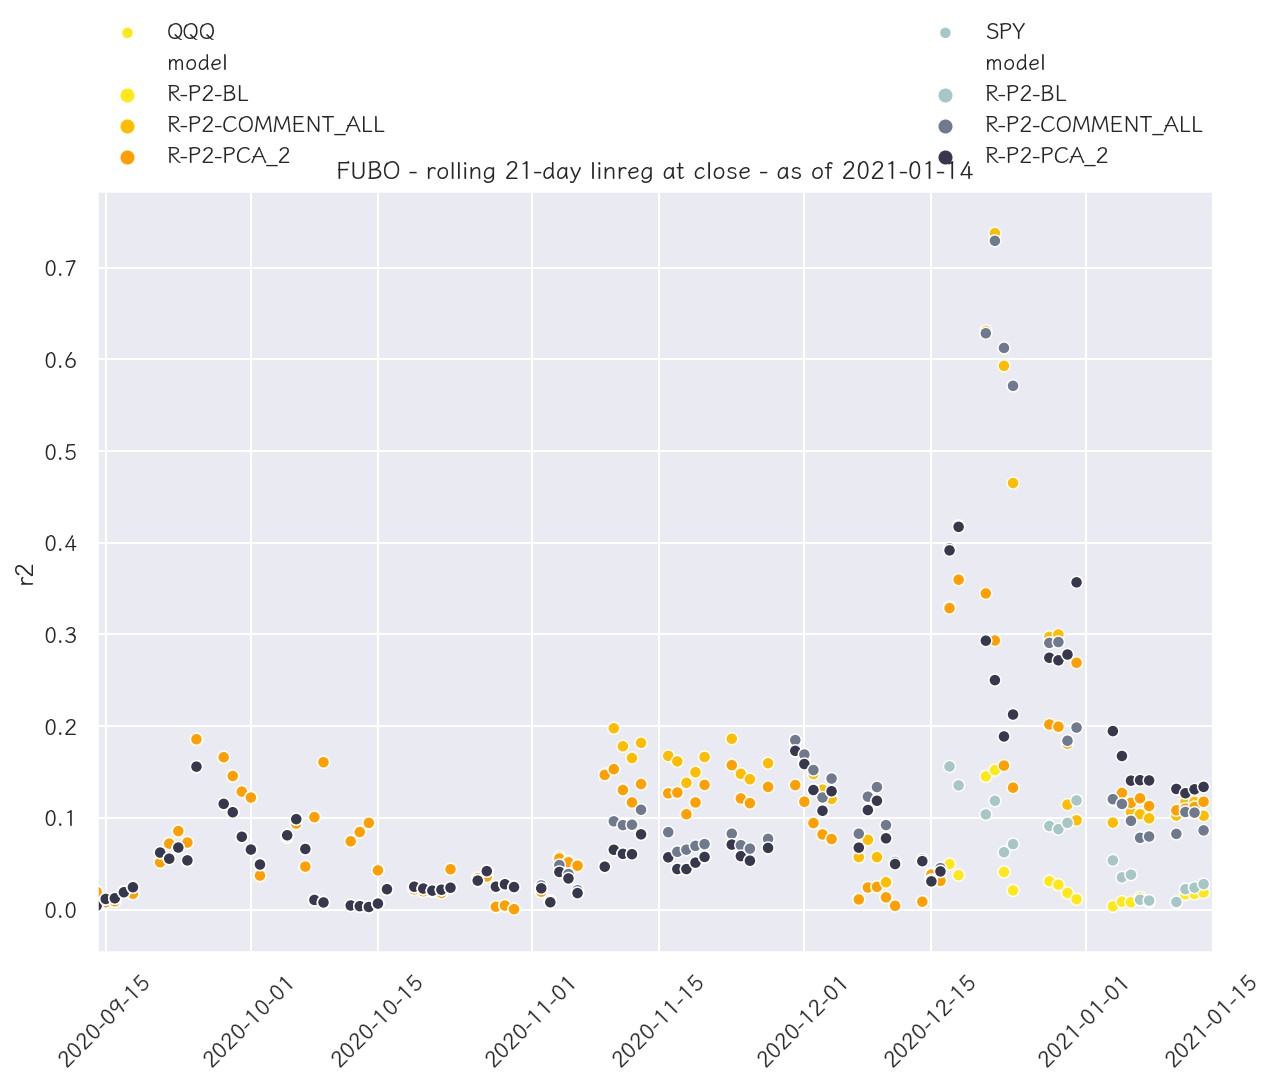 QQQ
model
R-P2-BL
R-P2-COMMENT_ALL
R-P2-PCA_2
SPY
model
R-P2-BL
R-P2-COMMENT_ALL
R-P2-PCA_2
FUBO - rolling 21-day linreg at close - as of 2021-01-14
r2
0.7
0.6
0.5
0.4
0.3
0.2
0.1
0.0
2020-09-15
2020-10-01
2020-10-15
2020-11-01
2020-11-15
2020-12-01
2020-12-15
2021-01-01
2021-01-15